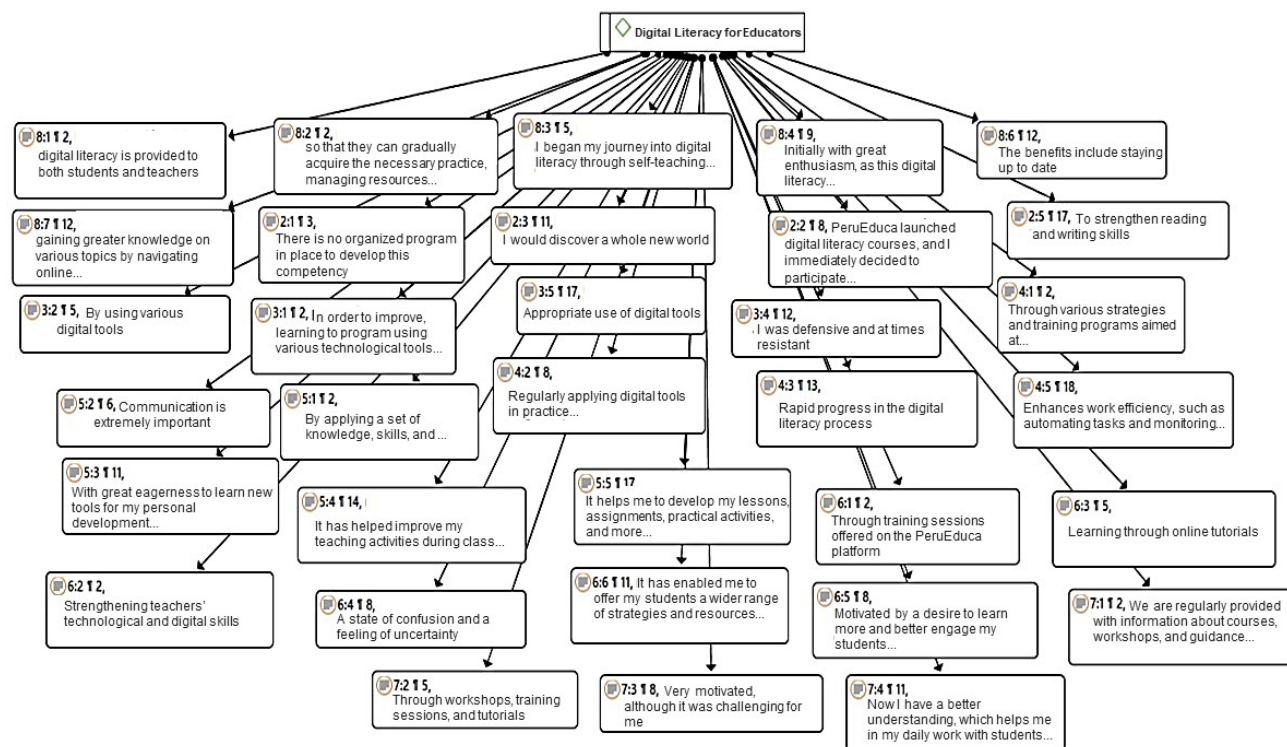 Digital Literacy for Educators
8:1 ¶ 2,
digital literacy is provided to
both students and teachers
8:2 ¶ 2,
so that they can gradually
acquire the necessary practice,
managing resources...
8:3 ¶ 5,
I began my journey into digital
literacy through self-teaching...
8:4 ¶ 9,
Initially with great
enthusiasm, as this digital
literacy...
8:6 ¶ 12,
The benefits include staying
up to date
8:7 ¶ 12,
gaining greater knowledge on
various topics by navigating
online...
2:1 ¶ 3,
There is no organized program
in place to develop this
competency
2:3 ¶ 11,
I would discover a whole new world
2:2 ¶ 8, PeruEduca launched
digital literacy courses, and I
immediately decided to
participate...
2:5 ¶ 17, To strengthen reading
and writing skills
3:2 ¶ 5, By using various
digital tools
3:1 ¶ 2, In order to improve,
learning to program using
various technological tools...
3:5 ¶ 17,
Appropriate use of digital tools
3:4 ¶ 12,
I was defensive and at times
resistant
4:1 ¶ 2,
Through various strategies
and training programs aimed
at...
5:2 ¶ 6, Communication is
extremely important
5:1 ¶ 2,
By applying a set of
knowledge, skills, and ...
4:2 ¶ 8,
Regularly applying digital tools
in practice...
4:3 ¶ 13,
Rapid progress in the digital
literacy process
4:5 ¶ 18,
Enhances work efficiency, such as
automating tasks and monitoring...
5:3 ¶ 11,
With great eagerness to learn new
tools for my personal
development...
5:4 ¶ 14,
It has helped improve my
teaching activities during class...
5:5 ¶ 17
It helps me to develop my lessons,
assignments, practical activities,
and more...
6:1 ¶ 2,
Through training sessions
offered on the PeruEduca
platform
6:3 ¶ 5,
Learning through online tutorials
6:2 ¶ 2,
Strengthening teachers'
technological and digital skills
6:4 ¶ 8
A state of confusion and a
feeling of uncertainty
6:6 ¶ 11, It has enabled me to
offer my students a wider range
of strategies and resources...
6:5 ¶ 8,
Motivated by a desire to learn
more and better engage my
students...
7:1 ¶ 2, We are regularly provided
with information about courses,
workshops, and guidance...
7:2 ¶ 5,
Through workshops, training
sessions, and tutorials
7:3 ¶ 8, Very motivated,
although it was challenging for
me
7:4 ¶ 11,
Now I have a better
understanding, which helps me
in my daily work with students...